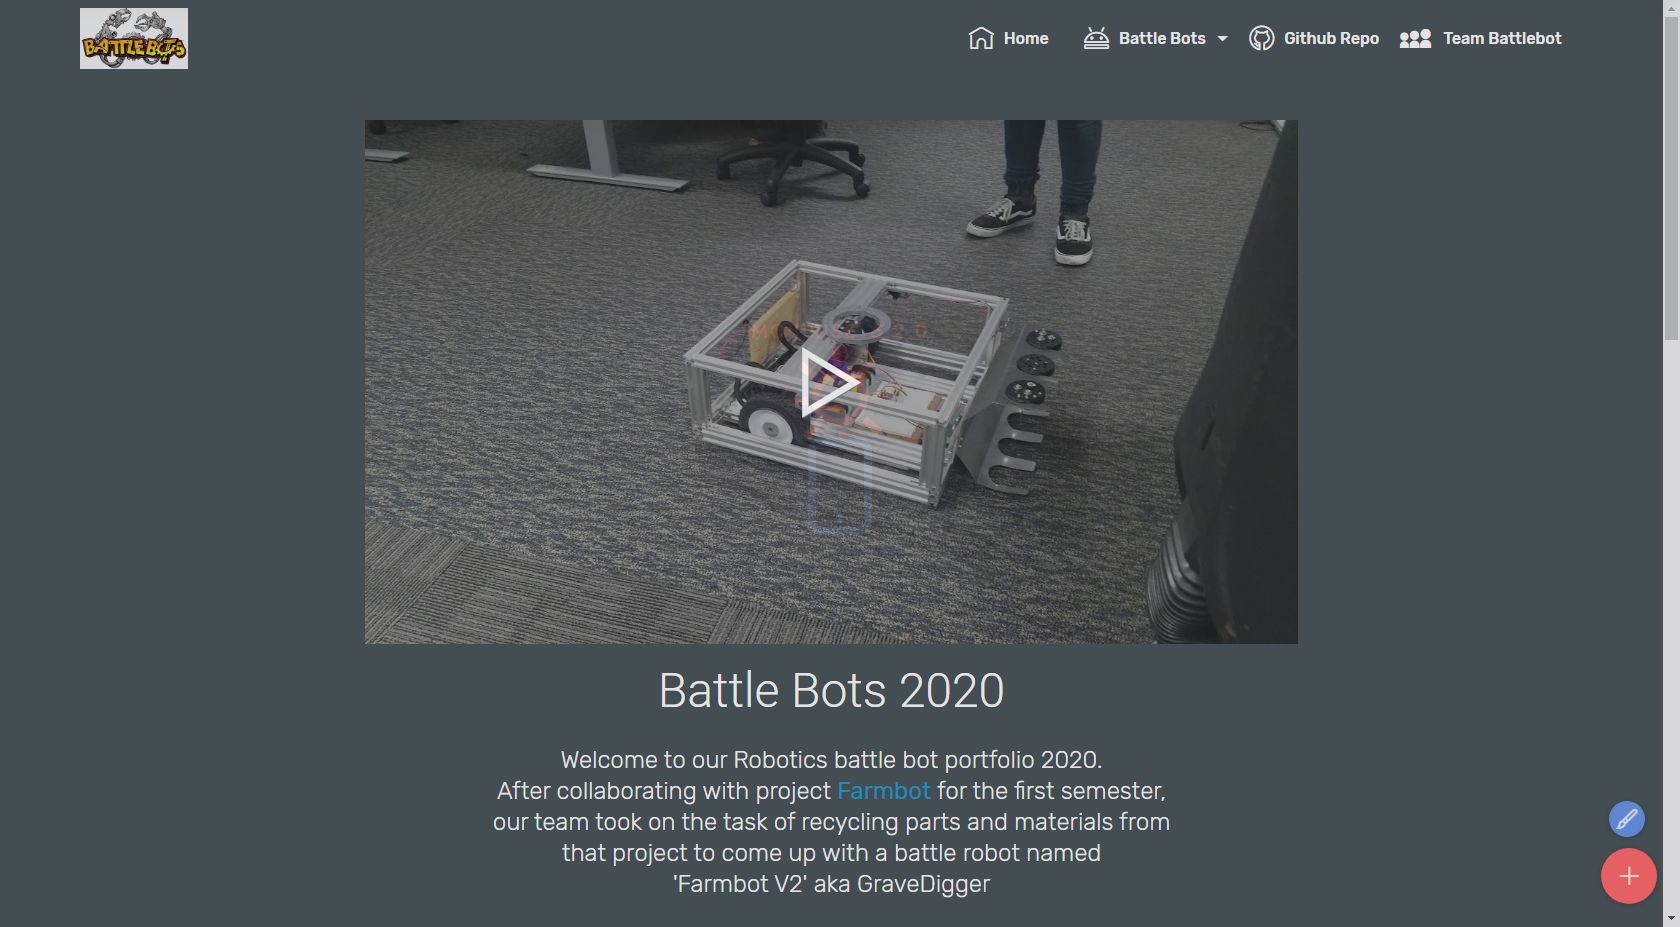 BATTLEBOTS
Home
Battle Bots
Github Repo
Team Battlebot
Battle Bots 2020
Welcome to our Robotics battle bot portfolio 2020.
After collaborating with project Farmbot for the first semester,
our team took on the task of recycling parts and materials from
that project to come up with a battle robot named
'Farmbot V2' aka GraveDigger